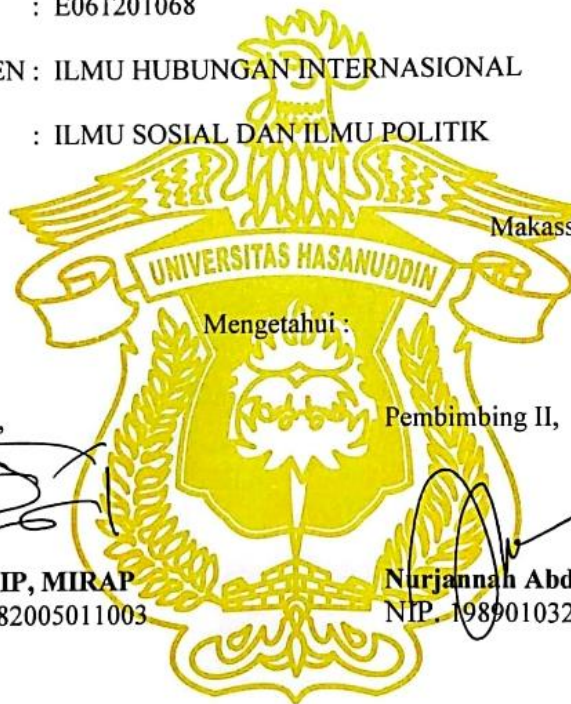 : E061201068
EN : ILMU HUBUNGAN INTERNASIONAL
: ILMU SOSIAL DAN ILMU POLITIK
Makass
UNIVERSITAS HASANUDDIN
Mengetahui :
,
Pembimbing II,
IP, MIRAP
Nurjannah Abd
82005011003
NIP. 198901032